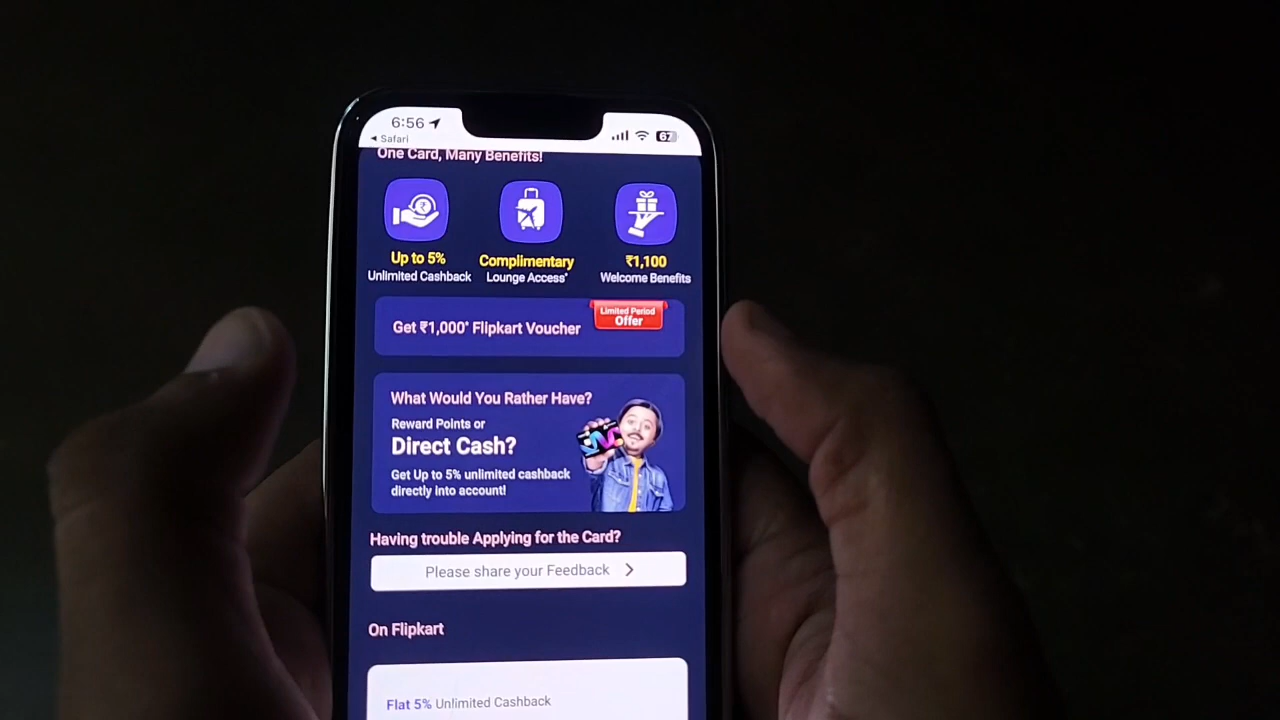 6:56
67
◂ Safari
One Card, Many Benefits!
Up to 5%
Unlimited Cashback
Complimentary
Lounge Access*
₹1,100
Welcome Benefits
Get ₹1,000* Flipkart Voucher
Limited Period
Offer
What Would You Rather Have?
Reward Points or
Direct Cash?
Get Up to 5% unlimited cashback
directly into account!
Having trouble Applying for the Card?
Please share your Feedback >
On Flipkart
Flat 5% Unlimited Cashback